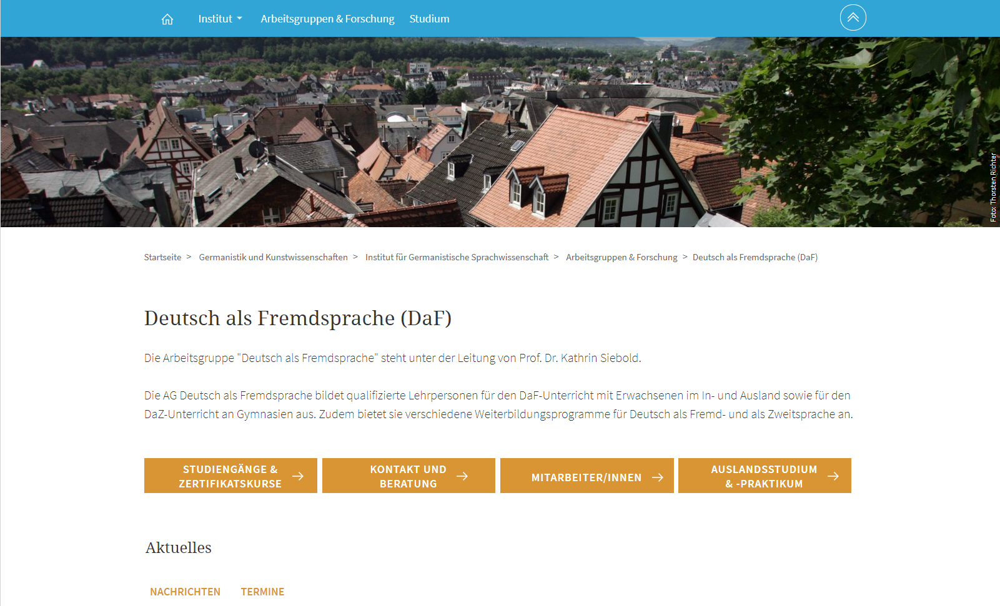 Institut
Arbeitsgruppen & Forschung
Studium
Foto: Thorsten Richter
Startseite > Germanistik und Kunstwissenschaften > Institut für Germanistische Sprachwissenschaft > Arbeitsgruppen & Forschung > Deutsch als Fremdsprache (DaF)
Deutsch als Fremdsprache (DaF)
Die Arbeitsgruppe "Deutsch als Fremdsprache" steht unter der Leitung von Prof. Dr. Kathrin Siebold.
Die AG Deutsch als Fremdsprache bildet qualifizierte Lehrpersonen für den DaF-Unterricht mit Erwachsenen im In- und Ausland sowie für den
DaZ-Unterricht an Gymnasien aus. Zudem bietet sie verschiedene Weiterbildungsprogramme für Deutsch als Fremd- und als Zweitsprache an.
STUDIENGÄNGE &
ZERTIFIKATSKURSE
KONTAKT UND
BERATUNG
MITARBEITER/INNEN
AUSLANDSSTUDIUM
& -PRAKTIKUM
Aktuelles
NACHRICHTEN
TERMINE